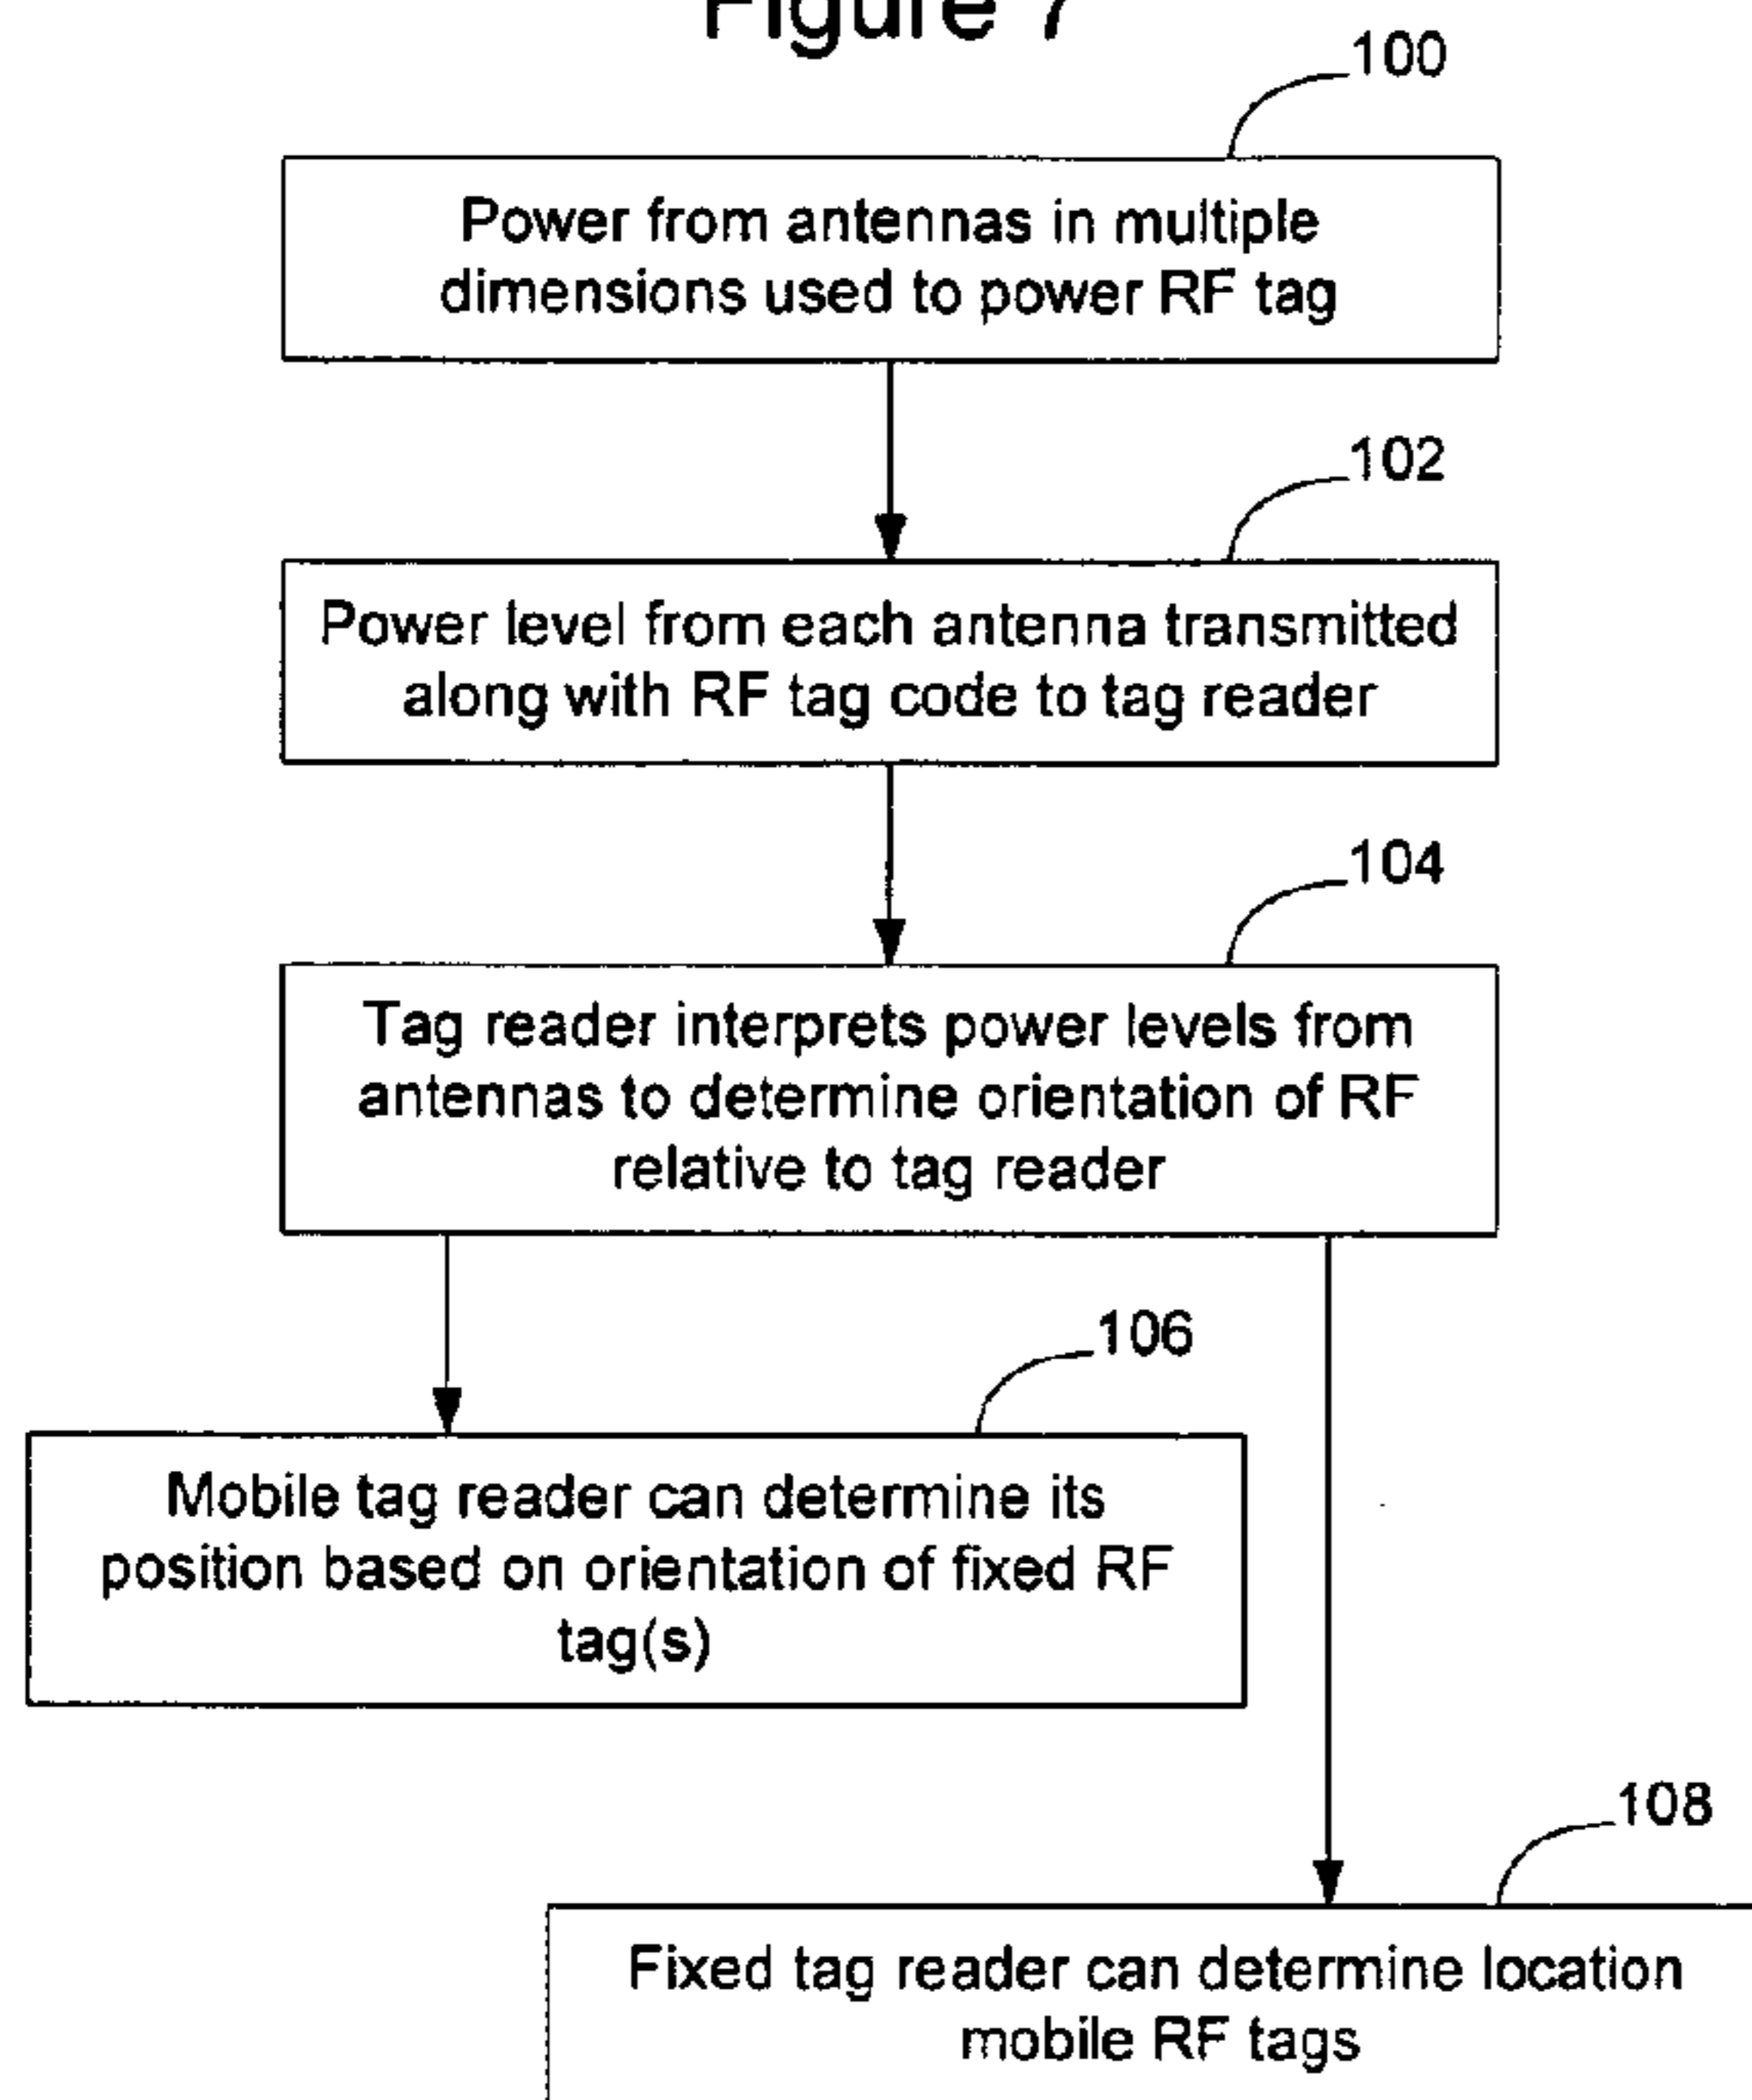 Figure 7
100
Power from antennas in multiple
dimensions used to power RF tag
102
Power level from each antenna transmitted
along with RF tag code to tag reader
104
Tag reader interprets power levels from
antennas to determine orientation of RF
relative to tag reader
106
Mobile tag reader can determine its
position based on orientation of fixed RF
tag(s)
108
Fixed tag reader can determine location
mobile RF tags